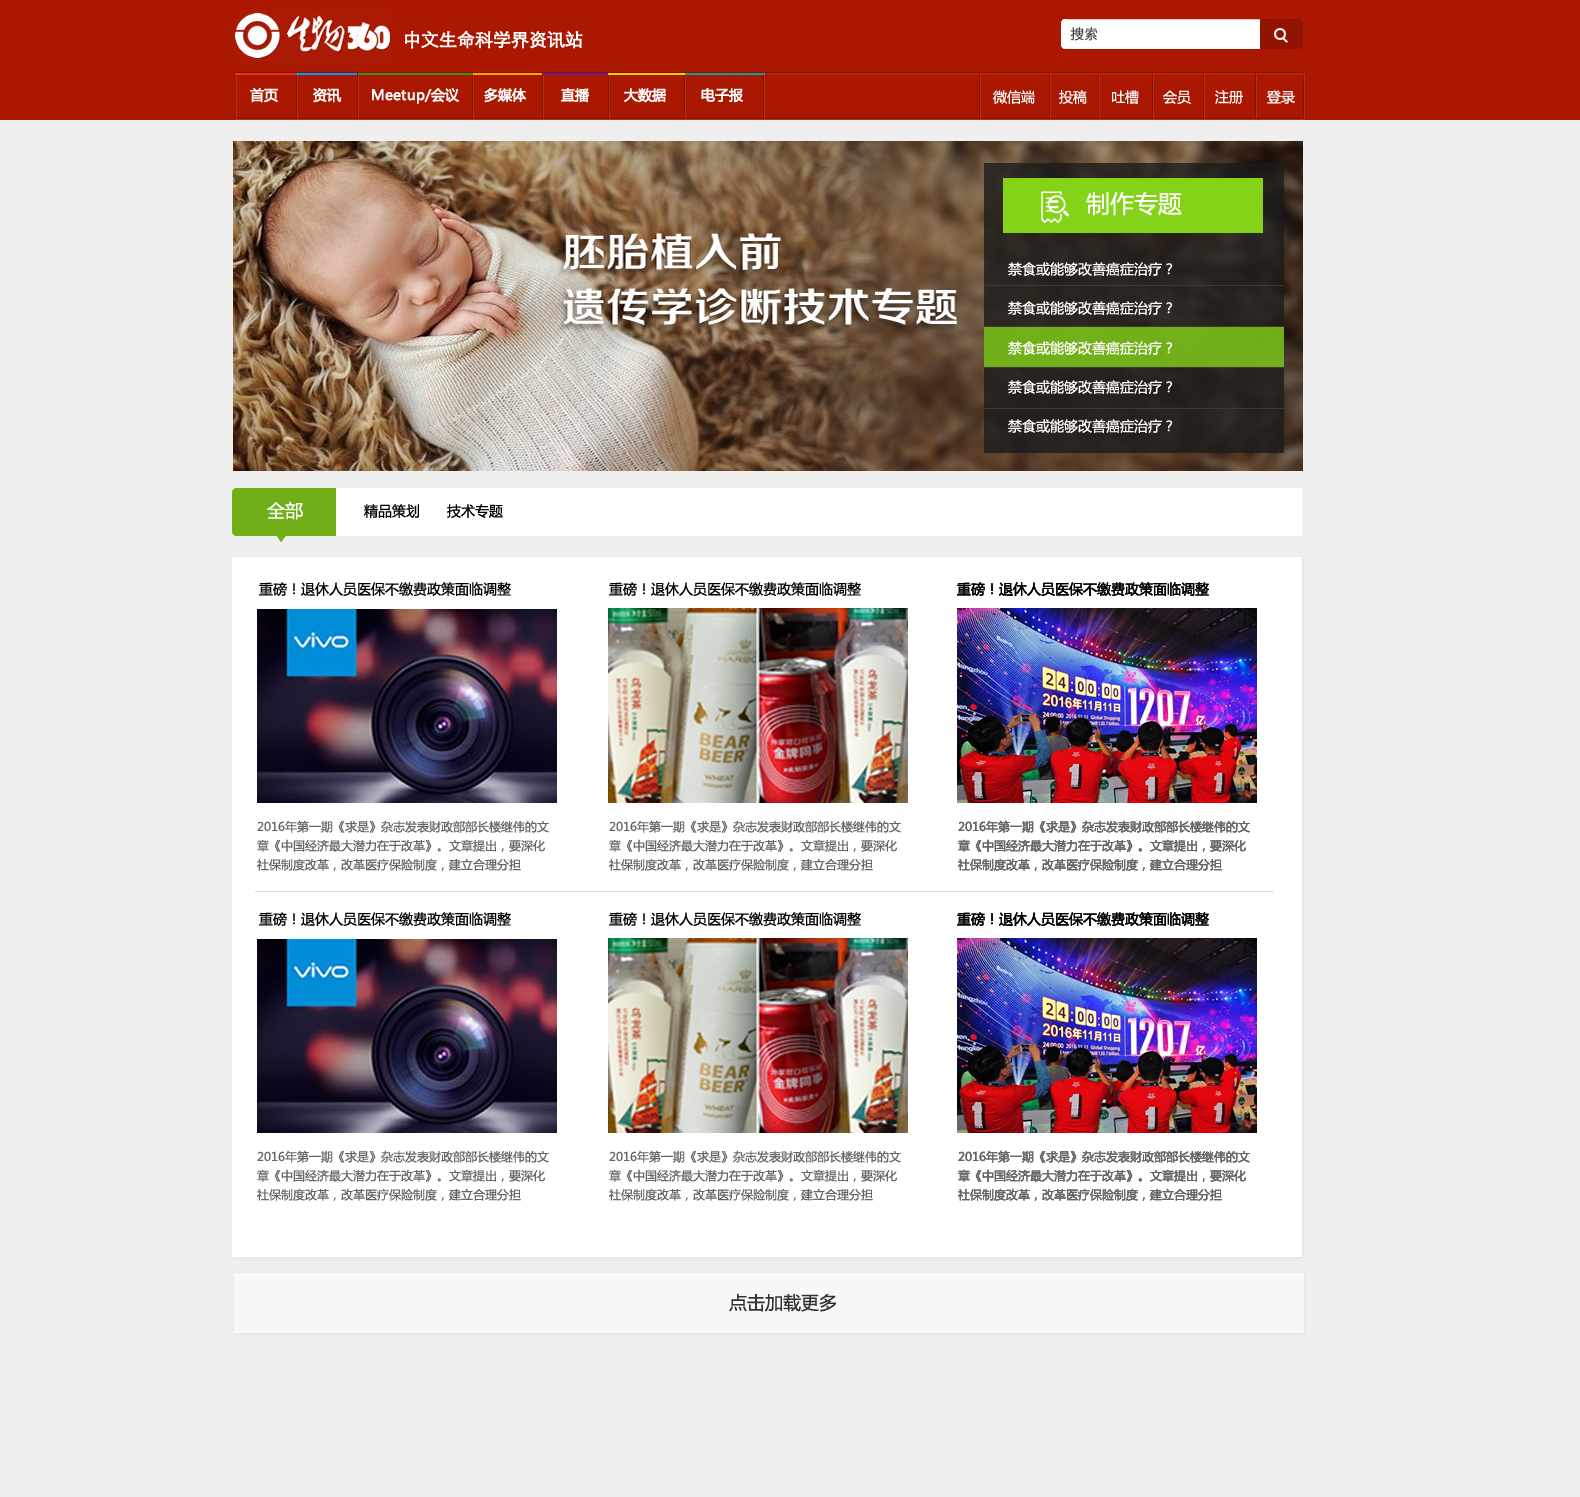 生物360 中文生命科学界资讯站
搜索
首页 资讯 Meetup/会议 多媒体 直播 大数据 电子报 微信端 投稿 吐槽 会员 注册 登录
胚胎植入前
遗传学诊断技术专题
制作专题
禁食或能够改善癌症治疗？
禁食或能够改善癌症治疗？
禁食或能够改善癌症治疗？
禁食或能够改善癌症治疗？
禁食或能够改善癌症治疗？
全部 精品策划 技术专题
重磅！退休人员医保不缴费政策面临调整
vivo
2016年第一期《求是》杂志发表财政部部长楼继伟的文
章《中国经济最大潜力在于改革》。文章提出，要深化
社保制度改革，改革医疗保险制度，建立合理分担
重磅！退休人员医保不缴费政策面临调整
乌龙茶
BEAR
BEER
WHEAT
金牌同事
乌龙茶
2016年第一期《求是》杂志发表财政部部长楼继伟的文
章《中国经济最大潜力在于改革》。文章提出，要深化
社保制度改革，改革医疗保险制度，建立合理分担
重磅！退休人员医保不缴费政策面临调整
24:00:00
2016年11月11日
1207亿
1 1 1 1
2016年第一期《求是》杂志发表财政部部长楼继伟的文
章《中国经济最大潜力在于改革》。文章提出，要深化
社保制度改革，改革医疗保险制度，建立合理分担
重磅！退休人员医保不缴费政策面临调整
vivo
2016年第一期《求是》杂志发表财政部部长楼继伟的文
章《中国经济最大潜力在于改革》。文章提出，要深化
社保制度改革，改革医疗保险制度，建立合理分担
重磅！退休人员医保不缴费政策面临调整
乌龙茶
BEAR
BEER
WHEAT
金牌同事
乌龙茶
2016年第一期《求是》杂志发表财政部部长楼继伟的文
章《中国经济最大潜力在于改革》。文章提出，要深化
社保制度改革，改革医疗保险制度，建立合理分担
重磅！退休人员医保不缴费政策面临调整
24:00:00
2016年11月11日
1207亿
1 1 1 1
2016年第一期《求是》杂志发表财政部部长楼继伟的文
章《中国经济最大潜力在于改革》。文章提出，要深化
社保制度改革，改革医疗保险制度，建立合理分担
点击加载更多